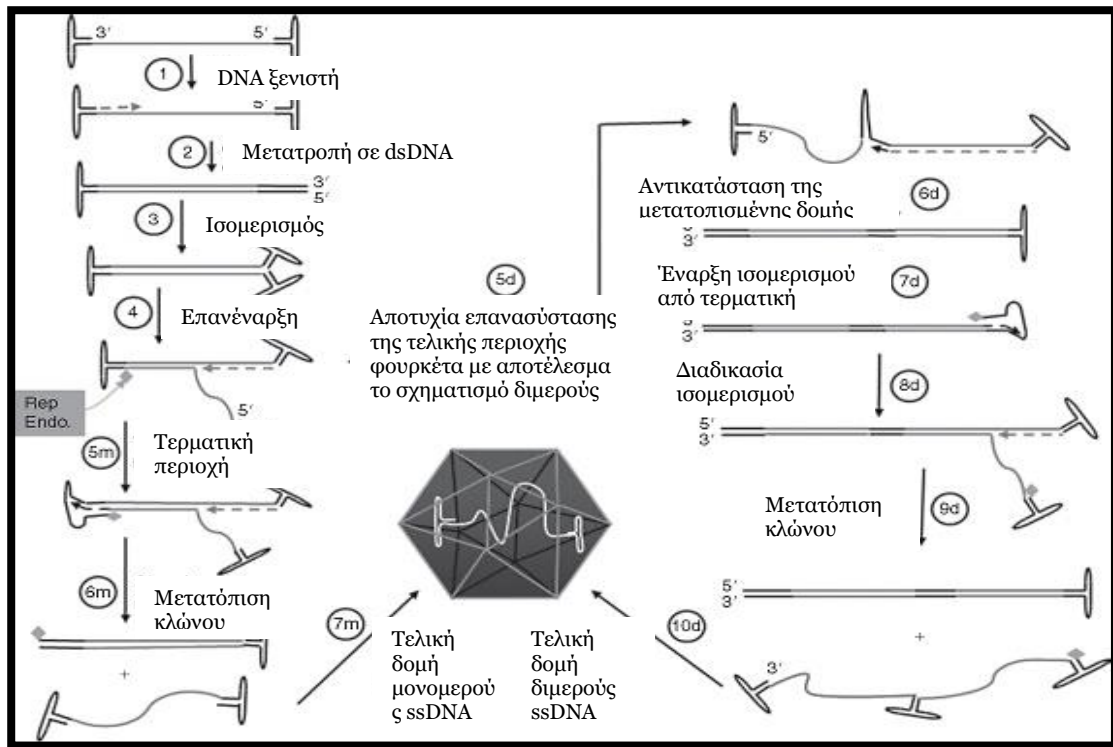 3′ 5′
1
DNA ξενιστή
5′
2
Μετατροπή σε dsDNA
3′
5′
3
Ισομερισμός
4
Επανέναρξη
Rep
Endo.
5′
5m
Τερματική
περιοχή
6m
Μετατόπιση
κλώνου
7m
5d
Αποτυχία επανασύστασης
της τελικής περιοχής
φουρκέτα με αποτέλεσμα
το σχηματισμό διμερούς
Τελική
δομή
μονομερού
ς ssDNA
Τελική
δομή
διμερούς
ssDNA
5′
Αντικατάσταση της
μετατοπισμένης δομής
6d
5′
3′
Έναρξη ισομερισμού
από τερματική
7d
5′
3′
Διαδικασία
ισομερισμού
8d
5′
3′
Μετατόπιση
κλώνου
9d
5′
3′
+
10d
3′
+